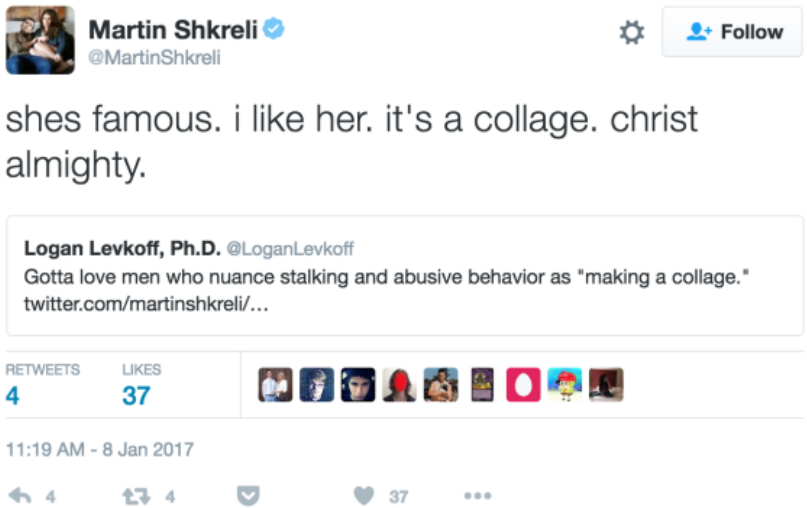 Martin Shkreli
@MartinShkreli
Follow
shes famous. i like her. it's a collage. christ
almighty.
Logan Levkoff, Ph.D. @LoganLevkoff
Gotta love men who nuance stalking and abusive behavior as "making a collage."
twitter.com/martinshkreli/...
RETWEETS LIKES
4 37
11:19 AM - 8 Jan 2017
4 4 37